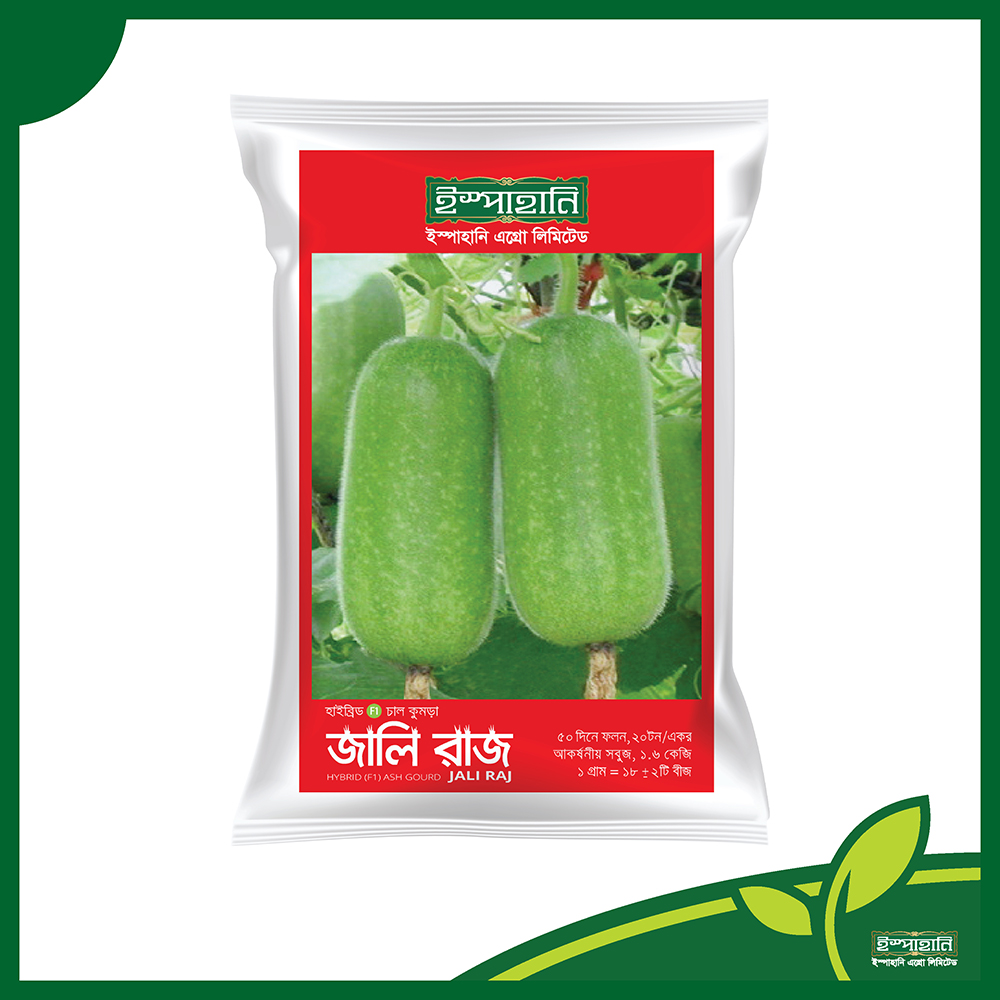 ইস্পাহানি
ইস্পাহানি এগ্রো লিমিটেড
হাইব্রিড F1 চাল কুমড়া
জালি রাজ
HYBRID (F1) ASH GOURD JALI RAJ
৫০ দিনে ফলন, ২০টন/একর
আকর্ষনীয় সবুজ, ১.৬ কেজি
১ গ্রাম = ১৮ ±২টি বীজ
ইস্পাহানি
ইস্পাহানি এগ্রো লিমিটেড